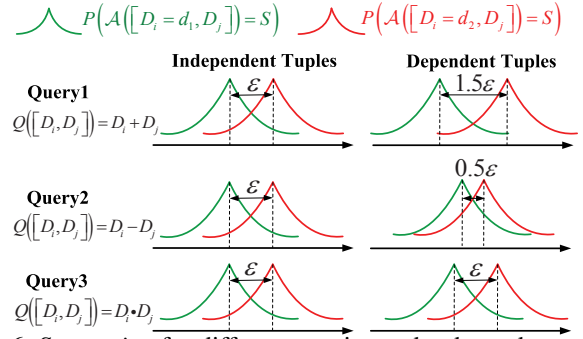 P(𝒜([D_i = d_1, D_j])=S) P(𝒜([D_i = d_2, D_j])=S)
Independent Tuples Dependent Tuples
Query1
Q([D_i, D_j])=D_i+D_j
ε 1.5ε
Query2
Q([D_i, D_j])=D_i−D_j
ε 0.5ε
Query3
Q([D_i, D_j])=D_i•D_j
ε ε